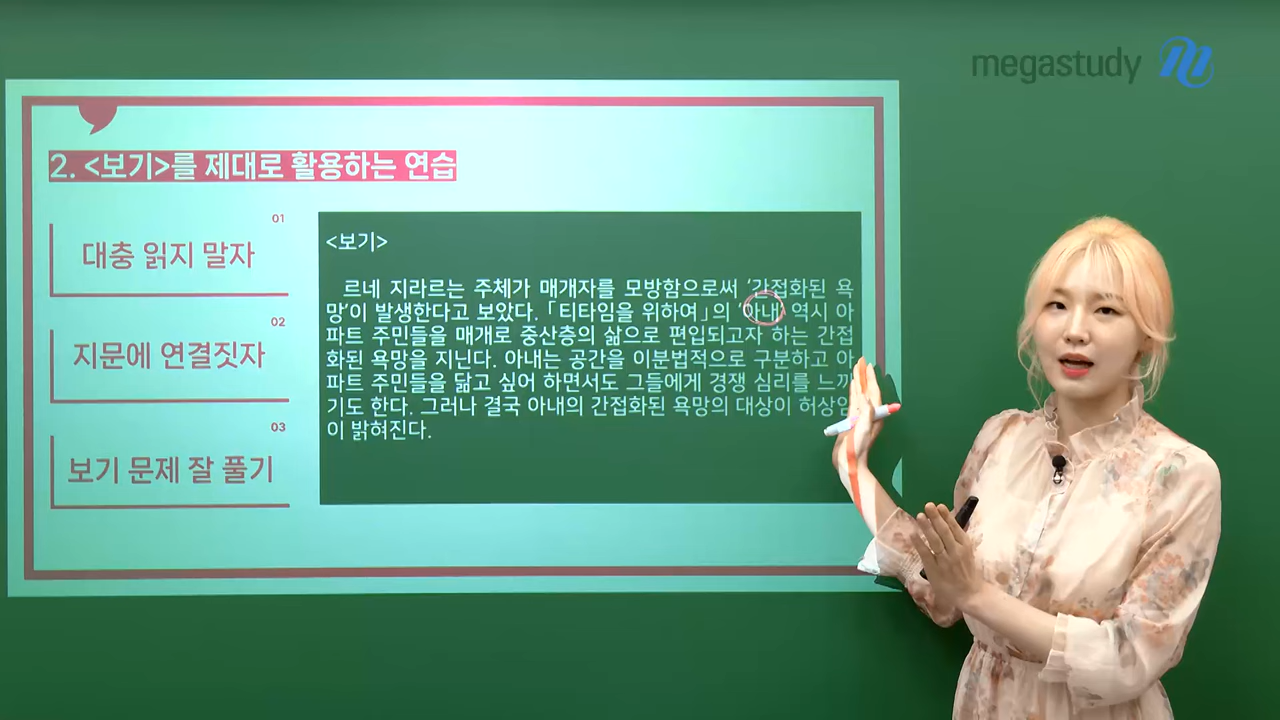 megastudy
2. <보기>를 제대로 활용하는 연습
01
대충 읽지 말자
02
지문에 연결짓자
03
보기 문제 잘 풀기
<보기>
르네 지라르는 주체가 매개자를 모방함으로써 '간접화된 욕
망'이 발생한다고 보았다. 「티타임을 위하여」의 '아내' 역시 아
파트 주민들을 매개로 중산층의 삶으로 편입되고자 하는 간접
화된 욕망을 지닌다. 아내는 공간을 이분법적으로 구분하고 아
파트 주민들을 닮고 싶어 하면서도 그들에게 경쟁 심리를 느끼
기도 한다. 그러나 결국 아내의 간접화된 욕망의 대상이 허상임
이 밝혀진다.